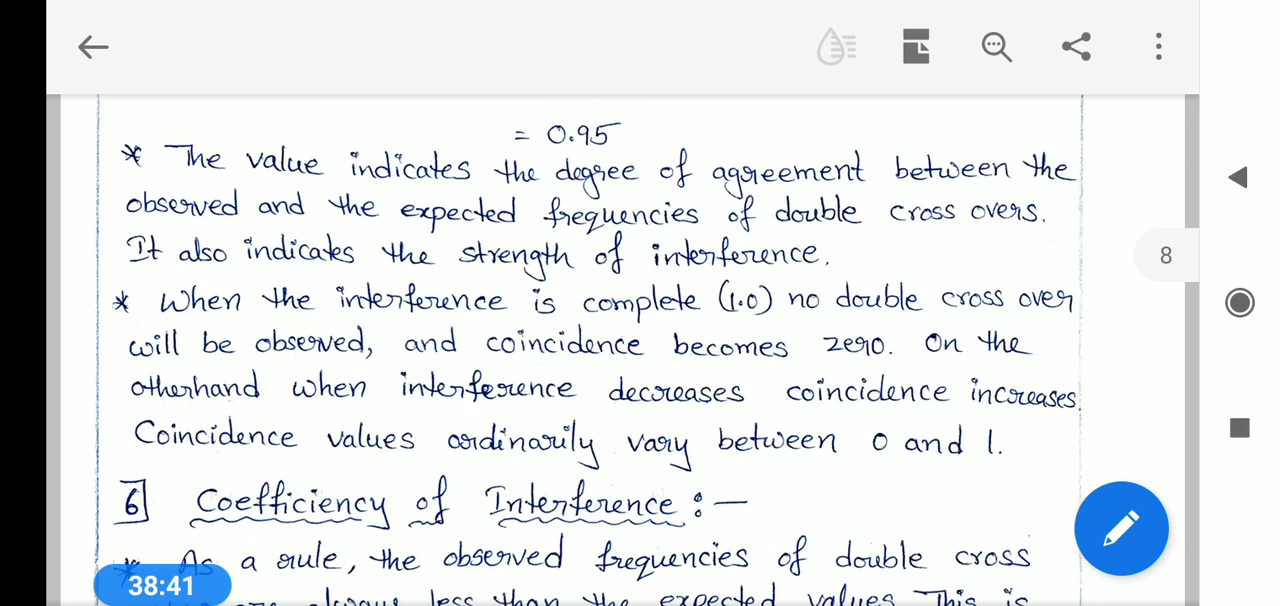 = 0.95
* The value indicates the degree of agreement between the
observed and the expected frequencies of double cross overs.
It also indicates the strength of interference.
* When the interference is complete (1.0) no double cross over
will be observed, and coincidence becomes zero. On the
otherhand when interference decreases coincidence increases.
Coincidence values ordinarily vary between 0 and 1.
6 Coefficiency of Interference :-
* As a rule, the observed frequencies of double cross
always less than the expected values This is
8
38:41